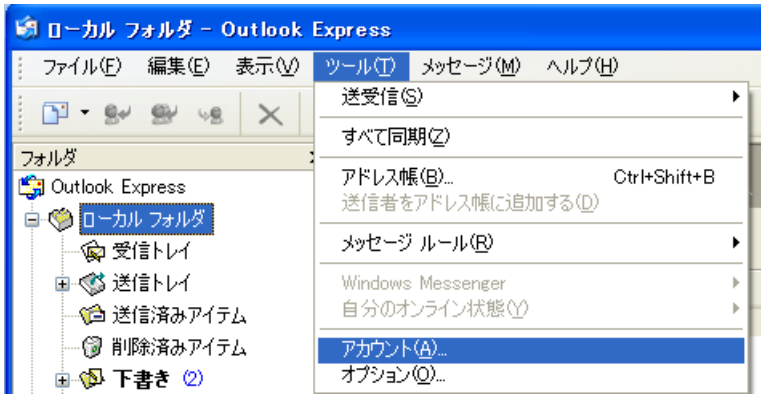 ローカル フォルダ - Outlook Express
ファイル(F) 編集(E) 表示(V) ツール(T) メッセージ(M) ヘルプ(H)
送受信(S)
すべて同期(Z)
アドレス帳(B)... Ctrl+Shift+B
送信者をアドレス帳に追加する(D)
メッセージ ルール(R)
Windows Messenger
自分のオンライン状態(Y)
アカウント(A)...
オプション(O)...
フォルダ
Outlook Express
ローカル フォルダ
受信トレイ
送信トレイ
送信済みアイテム
削除済みアイテム
下書き (2)